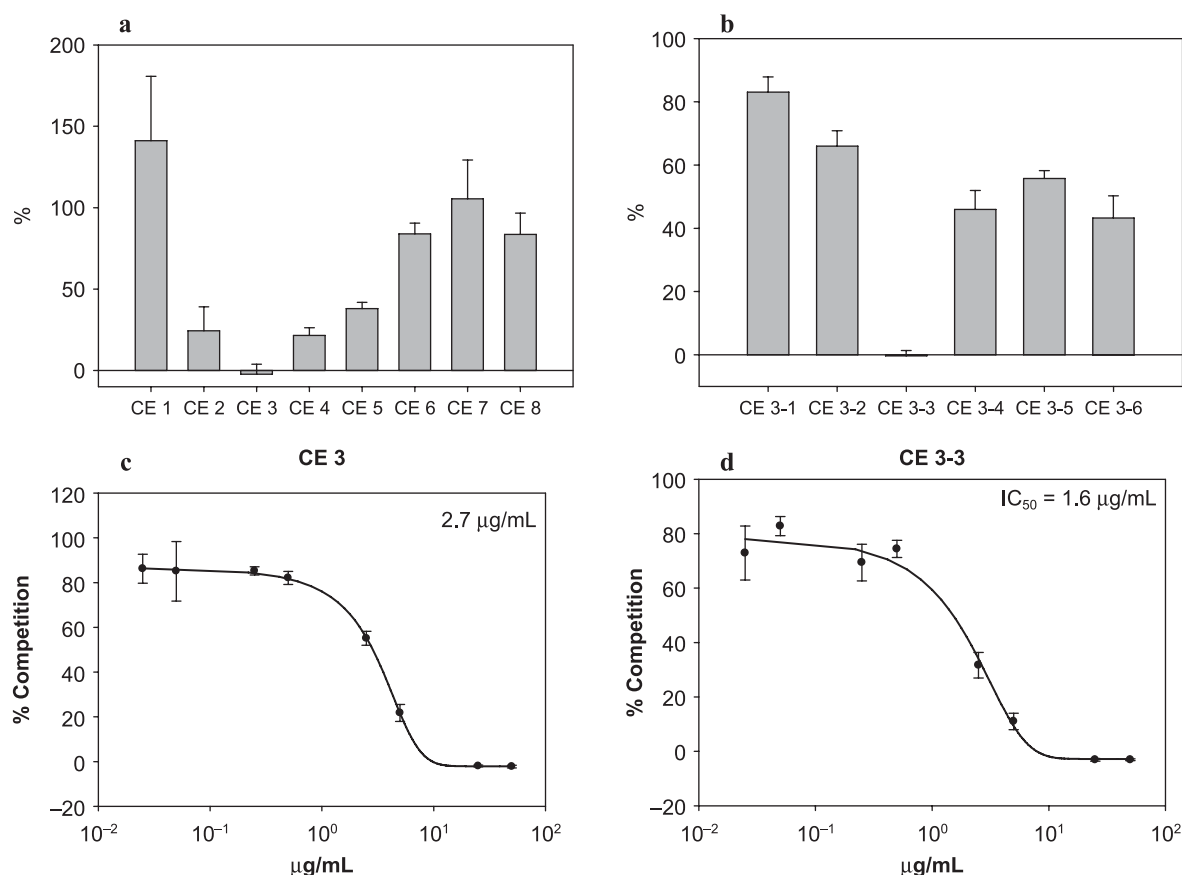 a
200
150
100
50
0
%
CE 1 CE 2 CE 3 CE 4 CE 5 CE 6 CE 7 CE 8
b
100
80
60
40
20
0
%
CE 3-1 CE 3-2 CE 3-3 CE 3-4 CE 3-5 CE 3-6
c
CE 3
2.7 µg/mL
120
100
80
60
40
20
0
–20
% Competition
10⁻² 10⁻¹ 10⁰ 10¹ 10²
µg/mL
d
CE 3-3
IC₅₀ = 1.6 µg/mL
100
80
60
40
20
0
–20
% Competition
10⁻² 10⁻¹ 10⁰ 10¹ 10²
µg/mL